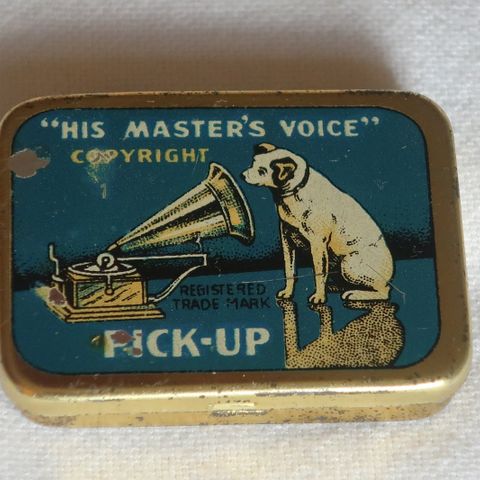 "HIS MASTER'S VOICE"
COPYRIGHT
REGISTERED
TRADE MARK
PICK-UP